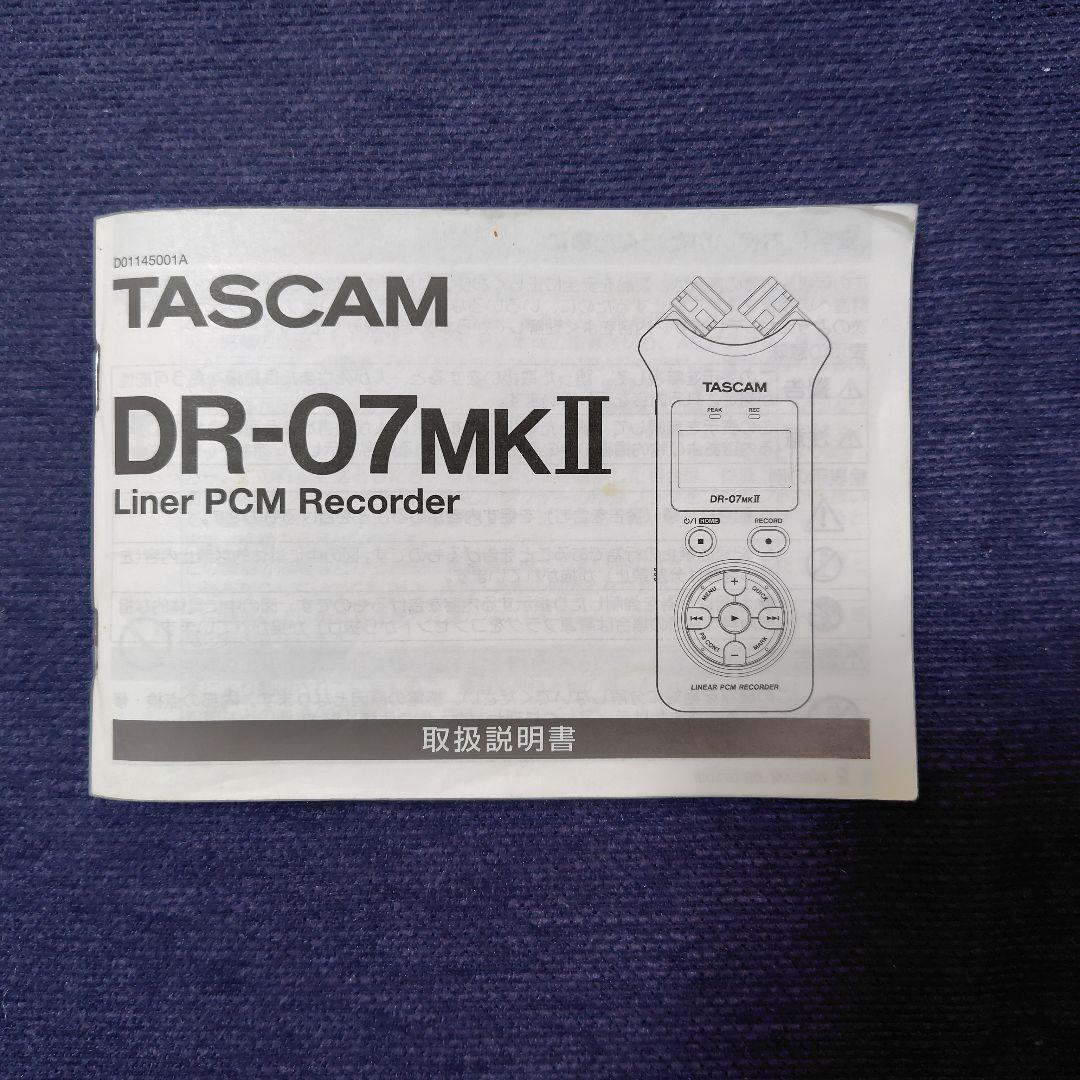 D01145001A
TASCAM
DR-07MKII
Liner PCM Recorder
TASCAM
PEAK REC
DR-07MKII
⏻/I HOME RECORD
MENU + QUICK
PB CONT − MARK
LINEAR PCM RECORDER
取扱説明書